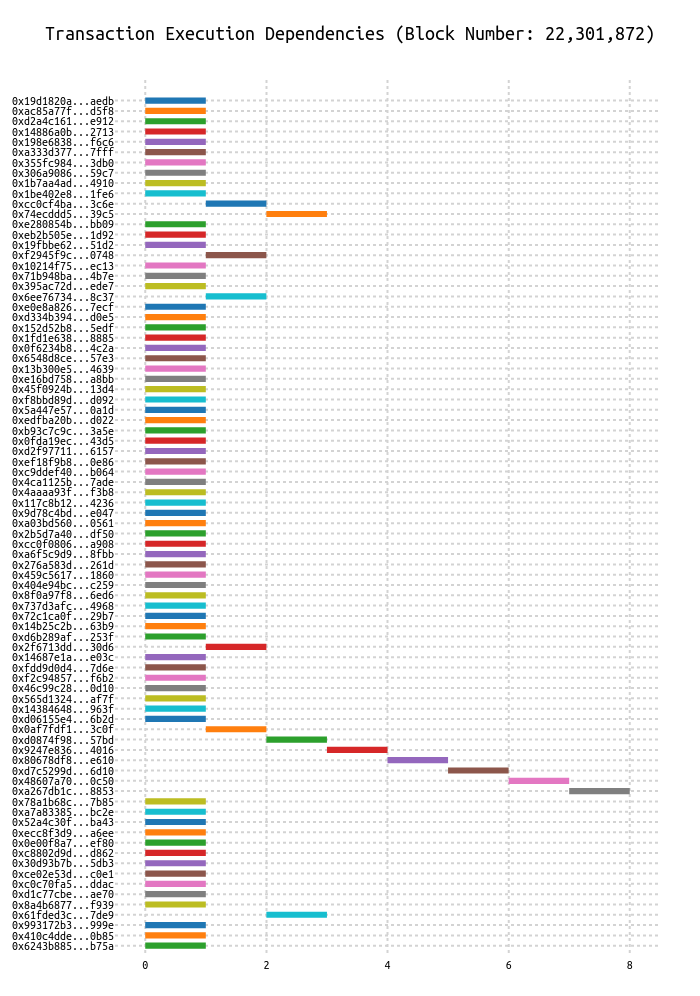 Transaction Execution Dependencies (Block Number: 22,301,872)
0x19d1820a...aedb
0xac85a77f...d5f8
0xd2a4c161...e912
0x14886a0b...2713
0x198e6838...f6c6
0xa333d377...7fff
0x355fc984...3db0
0x306a9086...59c7
0x1b7aa4ad...4910
0x1be402e8...1fe6
0xcc0cf4ba...3c6e
0x74ecddd5...39c5
0xe280854b...bb09
0xeb2b505e...1d92
0x19fbbe62...51d2
0xf2945f9c...0748
0x10214f75...ec13
0x71b948ba...4b7e
0x395ac72d...ede7
0x6ee76734...8c37
0xe0e8a826...7ecf
0xd334b394...d0e5
0x152d52b8...5edf
0x1fd1e638...8885
0x0f6234b8...4c2a
0x6548d8ce...57e3
0x13b300e5...4639
0xe16bd758...a8bb
0x45f0924b...13d4
0xf8bbd89d...d092
0x5a447e57...0a1d
0xedfba20b...d022
0xb93c7c9c...3a5e
0x0fda19ec...43d5
0xd2f97711...6157
0xef18f9b8...0e86
0xc9ddef40...b064
0x4ca1125b...7ade
0x4aaaa93f...f3b8
0x117c8b12...4236
0x9d78c4bd...e047
0xa03bd560...0561
0x2b5d7a40...df50
0xcc0f0806...a908
0xa6f5c9d9...8fbb
0x276a583d...261d
0x459c5617...1860
0x404e94bc...c259
0x8f0a97f8...6ed6
0x737d3afc...4968
0x72c1ca0f...29b7
0x14b25c2b...63b9
0xd6b289af...253f
0x2f6713dd...30d6
0x14687e1a...e03c
0xfdd9d0d4...7d6e
0xf2c94857...f6b2
0x46c99c28...0d10
0x565d1324...af7f
0x14384648...963f
0xd06155e4...6b2d
0x0af7fdf1...3c0f
0xd0874f98...57bd
0x9247e836...4016
0x80678df8...e610
0xd7c5299d...6d10
0x48607a70...0c50
0xa267db1c...8853
0x78a1b68c...7b85
0xa7a83385...bc2e
0x52a4c30f...ba43
0xecc8f3d9...a6ee
0x0e00f8a7...ef80
0xc8802d9d...d862
0x30d93b7b...5db3
0xce02e53d...c0e1
0xc0c70fa5...ddac
0xd1c77cbe...ae70
0x8a4b6877...f939
0x61fded3c...7de9
0x993172b3...999e
0x410c4dde...0b85
0x6243b885...b75a
0 2 4 6 8